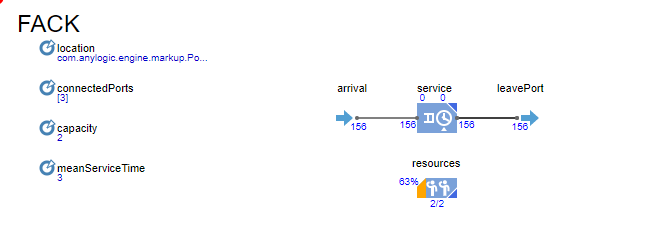 FACK
location
com.anylogic.engine.markup.Po...
connectedPorts
[3]
capacity
2
meanServiceTime
3
arrival
service
leavePort
0 0
156
156
156
156
resources
63%
2/2